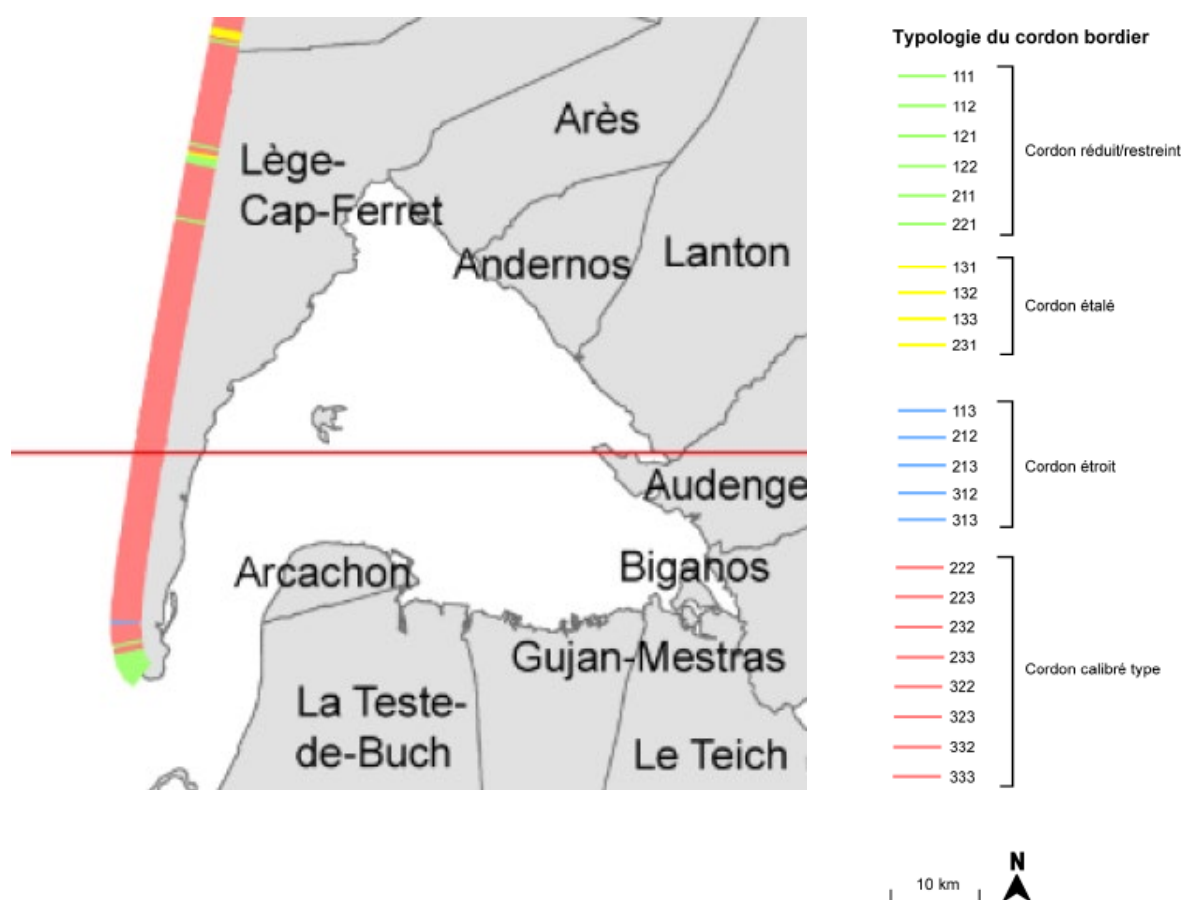 Arès
Lège-
Cap-Ferret
Andernos
Lanton
Audenge
Arcachon
Biganos
Gujan-Mestras
La Teste-
de-Buch
Le Teich
Typologie du cordon bordier
111
112
121
122
211
221
Cordon réduit/restreint
131
132
133
231
Cordon étalé
113
212
213
312
313
Cordon étroit
222
223
232
233
322
323
332
333
Cordon calibré type
10 km
N